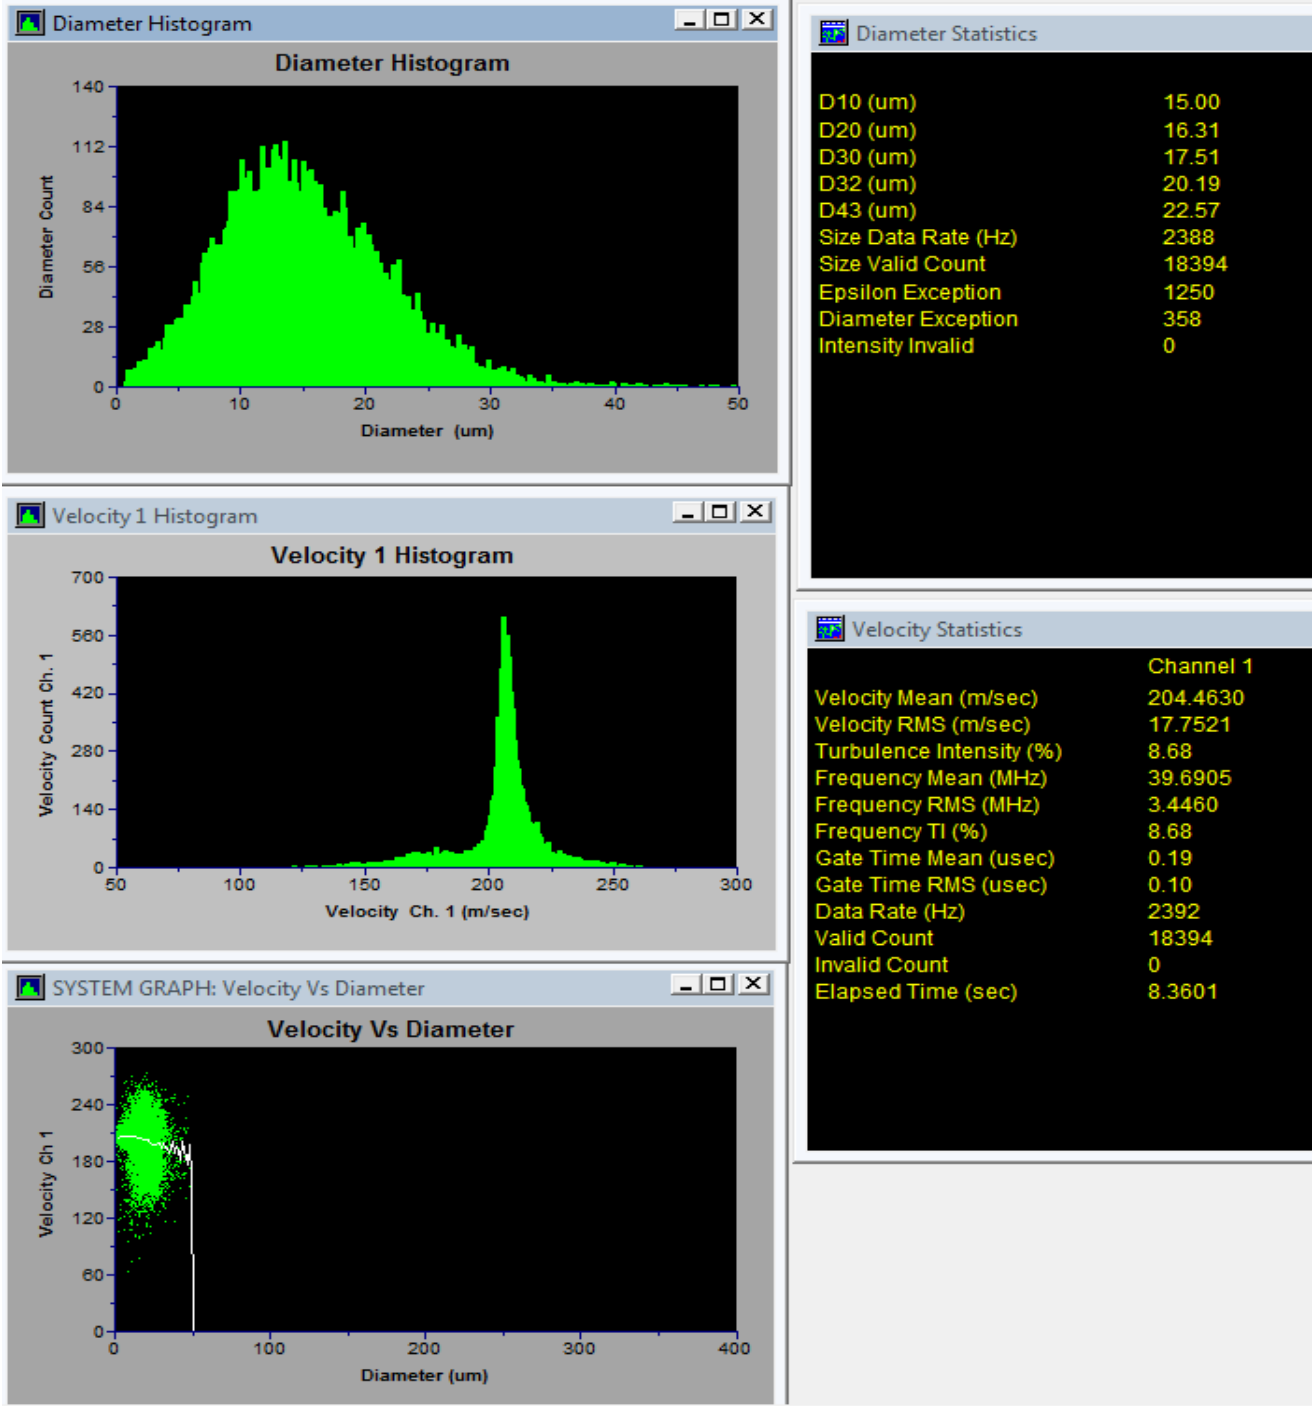 Diameter Histogram
Diameter Histogram
140
112
84
56
28
0
Diameter Count
0 10 20 30 40 50
Diameter (um)
Velocity 1 Histogram
Velocity 1 Histogram
700
560
420
280
140
0
Velocity Count Ch. 1
50 100 150 200 250 300
Velocity Ch. 1 (m/sec)
SYSTEM GRAPH: Velocity Vs Diameter
Velocity Vs Diameter
300
240
180
120
60
0
Velocity Ch 1
0 100 200 300 400
Diameter (um)
Diameter Statistics
D10 (um) 15.00
D20 (um) 16.31
D30 (um) 17.51
D32 (um) 20.19
D43 (um) 22.57
Size Data Rate (Hz) 2388
Size Valid Count 18394
Epsilon Exception 1250
Diameter Exception 358
Intensity Invalid 0
Velocity Statistics
Channel 1
Velocity Mean (m/sec) 204.4630
Velocity RMS (m/sec) 17.7521
Turbulence Intensity (%) 8.68
Frequency Mean (MHz) 39.6905
Frequency RMS (MHz) 3.4460
Frequency TI (%) 8.68
Gate Time Mean (usec) 0.19
Gate Time RMS (usec) 0.10
Data Rate (Hz) 2392
Valid Count 18394
Invalid Count 0
Elapsed Time (sec) 8.3601